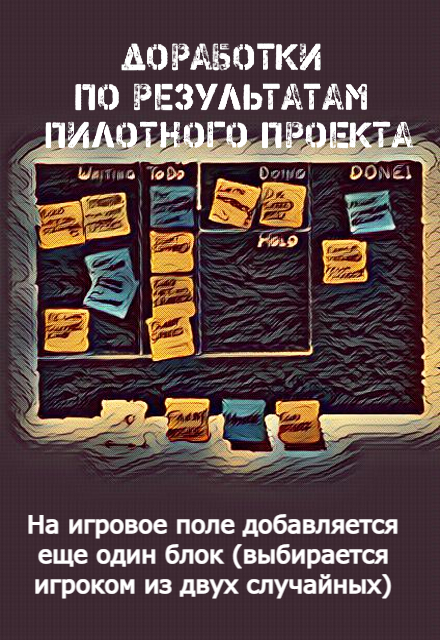 ДОРАБОТКИ
ПО РЕЗУЛЬТАТАМ
ПИЛОТНОГО ПРОЕКТА
Waiting ToDo Doing DONE!
Hold
На игровое поле добавляется
еще один блок (выбирается
игроком из двух случайных)